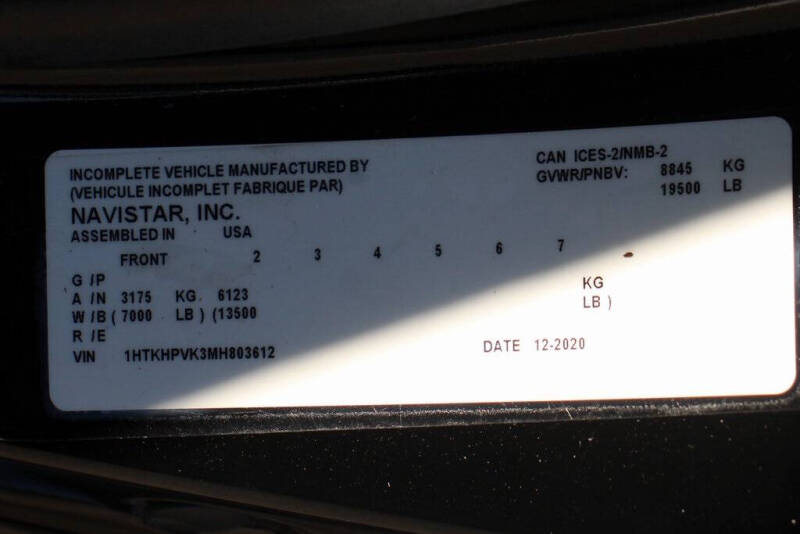 INCOMPLETE VEHICLE MANUFACTURED BY
(VEHICULE INCOMPLET FABRIQUE PAR)
NAVISTAR, INC.
ASSEMBLED IN USA
CAN ICES-2/NMB-2
GVWR/PNBV: 8845 KG
19500 LB
FRONT 2 3 4 5 6 7
G /P
A /N 3175 KG 6123 KG
W/B ( 7000 LB ) (13500 LB )
R /E
VIN 1HTKHPVK3MH803612 DATE 12-2020